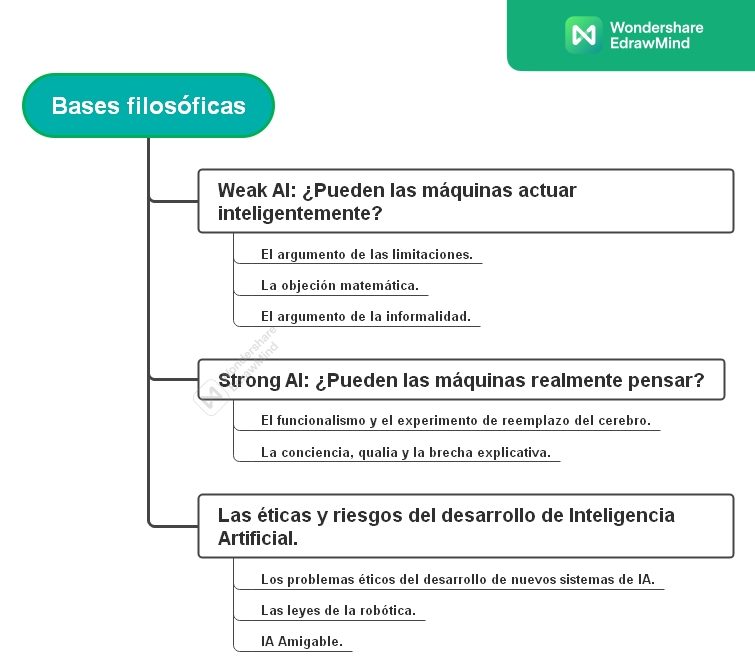 Wondershare
EdrawMind
Bases filosóficas
Weak AI: ¿Pueden las máquinas actuar
inteligentemente?
El argumento de las limitaciones.
La objeción matemática.
El argumento de la informalidad.
Wondershare
EdrawMind
Strong AI: ¿Pueden las máquinas realmente pensar?
El funcionalismo y el experimento de reemplazo del cerebro.
La conciencia, qualia y la brecha explicativa.
Las éticas y riesgos del desarrollo de Inteligencia
Artificial.
Los problemas éticos del desarrollo de nuevos sistemas de IA.
Las leyes de la robótica.
IA Amigable.